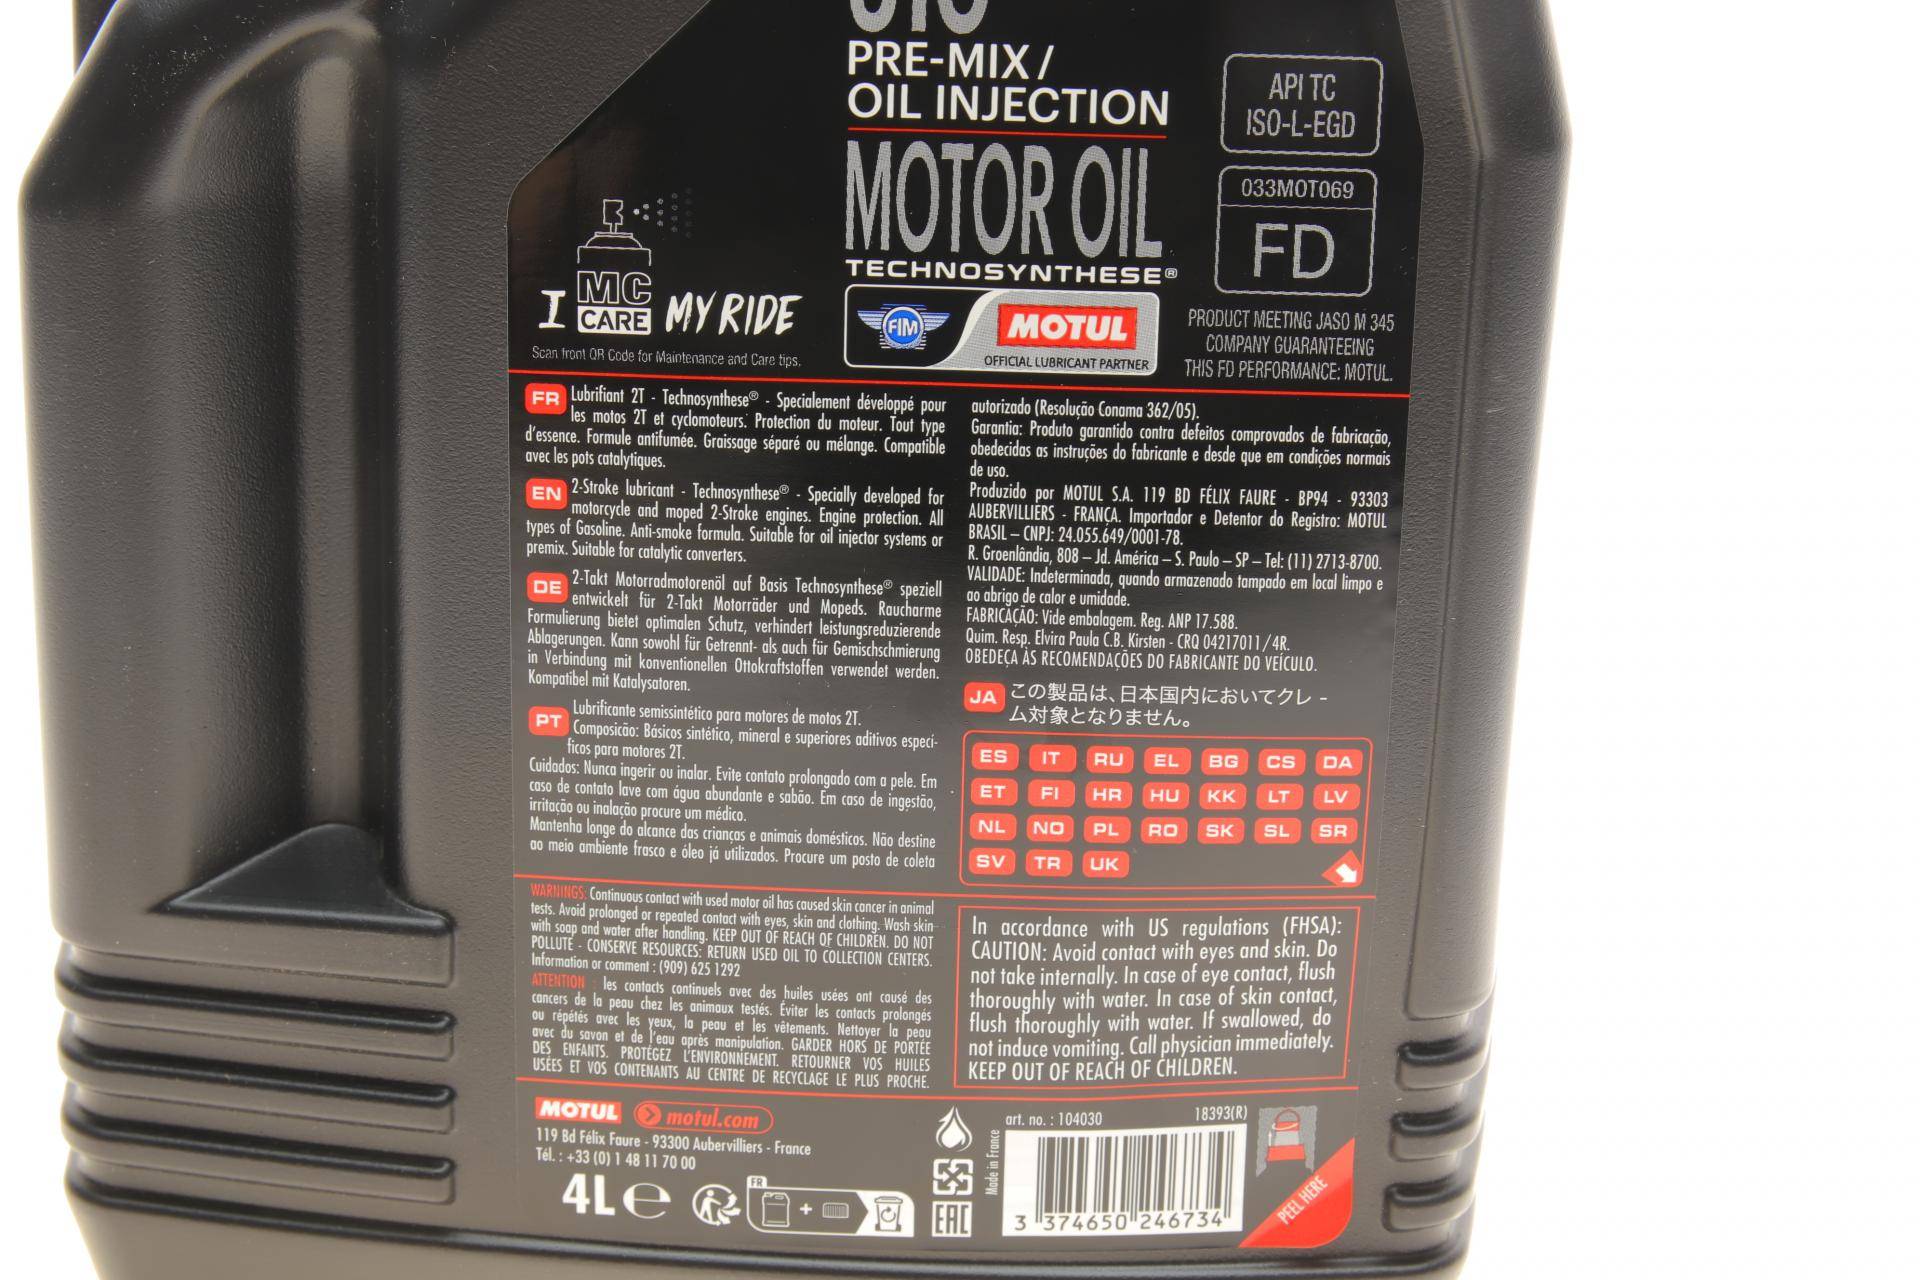 PRE-MIX /
OIL INJECTION
MOTOR OIL
TECHNOSYNTHESE®
API TC
ISO-L-EGD
033MOT069
FD
PRODUCT MEETING JASO M 345
COMPANY GUARANTEEING
THIS FD PERFORMANCE: MOTUL.
I MC CARE MY RIDE
Scan front QR Code for Maintenance and Care tips.
FIM
MOTUL
OFFICIAL LUBRICANT PARTNER
FR Lubrifiant 2T - Technosynthese® - Specialement développé pour
les motos 2T et cyclomoteurs. Protection du moteur. Tout type
d'essence. Formule antifumée. Graissage séparé ou mélange. Compatible
avec les pots catalytiques.
EN 2-Stroke lubricant - Technosynthese® - Specially developed for
motorcycle and moped 2-Stroke engines. Engine protection. All
types of Gasoline. Anti-smoke formula. Suitable for oil injector systems or
premix. Suitable for catalytic converters.
DE 2-Takt Motorradmotorenöl auf Basis Technosynthese® speziell
entwickelt für 2-Takt Motorräder und Mopeds. Raucharme
Formulierung bietet optimalen Schutz, verhindert leistungsreduzierende
Ablagerungen. Kann sowohl für Getrennt- als auch für Gemischschmierung
in Verbindung mit konventionellen Ottokraftstoffen verwendet werden.
Kompatibel mit Katalysatoren.
PT Lubrificante semissintético para motores de motos 2T.
Composicão: Básicos sintético, mineral e superiores aditivos especí-
ficos para motores 2T.
Cuidados: Nunca ingerir ou inalar. Evite contato prolongado com a pele. Em
caso de contato lave com água abundante e sabão. Em caso de ingestão,
irritação ou inalação procure um médico.
Mantenha longe do alcance das crianças e animais domésticos. Não destine
ao meio ambiente frasco e óleo já utilizados. Procure um posto de coleta
autorizado (Resolução Conama 362/05).
Garantia: Produto garantido contra defeitos comprovados de fabricação,
obedecidas as instruções do fabricante e desde que em condições normais
de uso.
Produzido por MOTUL S.A. 119 BD FÉLIX FAURE - BP94 - 93303
AUBERVILLIERS - FRANÇA. Importador e Detentor do Registro: MOTUL
BRASIL – CNPJ: 24.055.649/0001-78.
R. Groenlândia, 808 – Jd. América – S. Paulo – SP – Tel: (11) 2713-8700.
VALIDADE: Indeterminada, quando armazenado tampado em local limpo e
ao abrigo de calor e umidade.
FABRICAÇÃO: Vide embalagem. Reg. ANP 17.588.
Quim. Resp. Elvira Paula C.B. Kirsten - CRQ 04217011/4R.
OBEDEÇA ÀS RECOMENDAÇÕES DO FABRICANTE DO VEÍCULO.
JA この製品は、日本国内においてクレ -
ム対象となりません。
ES IT RU EL BG CS DA
ET FI HR HU KK LT LV
NL NO PL RO SK SL SR
SV TR UK
WARNINGS: Continuous contact with used motor oil has caused skin cancer in animal
tests. Avoid prolonged or repeated contact with eyes, skin and clothing. Wash skin
with soap and water after handling. KEEP OUT OF REACH OF CHILDREN. DO NOT
POLLUTE - CONSERVE RESOURCES: RETURN USED OIL TO COLLECTION CENTERS.
Information or comment : (909) 625 1292
ATTENTION : les contacts continuels avec des huiles usées ont causé des
cancers de la peau chez les animaux testés. Éviter les contacts prolongés
ou répétés avec les yeux, la peau et les vêtements. Nettoyer la peau
avec du savon et de l'eau après manipulation. GARDER HORS DE PORTÉE
DES ENFANTS. PROTÉGEZ L'ENVIRONNEMENT. RETOURNER VOS HUILES
USÉES ET VOS CONTENANTS AU CENTRE DE RECYCLAGE LE PLUS PROCHE.
In accordance with US regulations (FHSA):
CAUTION: Avoid contact with eyes and skin. Do
not take internally. In case of eye contact, flush
thoroughly with water. In case of skin contact,
flush thoroughly with water. If swallowed, do
not induce vomiting. Call physician immediately.
KEEP OUT OF REACH OF CHILDREN.
MOTUL motul.com
119 Bd Félix Faure - 93300 Aubervilliers - France
Tél. : +33 (0) 1 48 11 70 00
4L e
FR
EAC
Made in France
art. no. : 104030
18393(R)
3 374650 246734
PEEL HERE